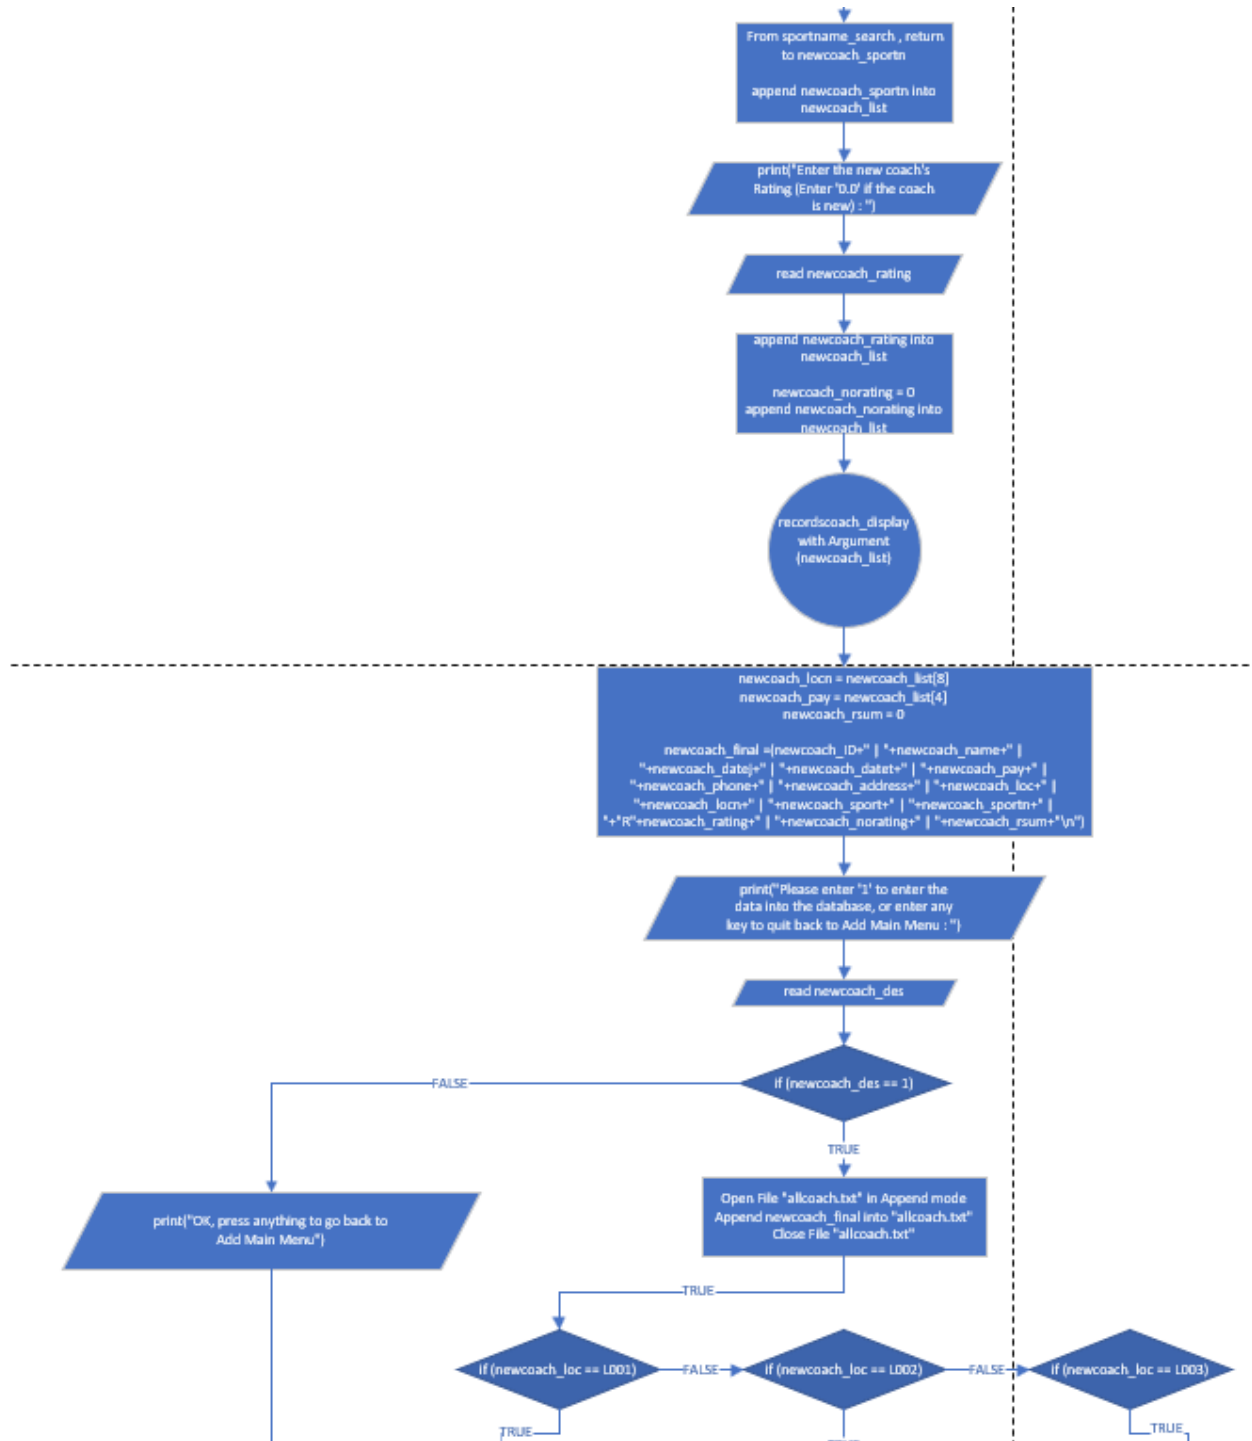 From sportname_search , return
to newcoach_sportn
append newcoach_sportn into
newcoach_list
print("Enter the new coach's
Rating (Enter '0.0' if the coach
is new) : ")
read newcoach_rating
append newcoach_rating into
newcoach_list
newcoach_norating = 0
append newcoach_norating into
newcoach_list
recordscoach_display
with Argument
(newcoach_list)
newcoach_locn = newcoach_list[8]
newcoach_pay = newcoach_list[4]
newcoach_rsum = 0
newcoach_final =(newcoach_ID+" | "+newcoach_name+" |
"+newcoach_datej+" | "+newcoach_datet+" | "+newcoach_pay+" |
"+newcoach_phone+" | "+newcoach_address+" | "+newcoach_loc+" |
"+newcoach_locn+" | "+newcoach_sport+" | "+newcoach_sportn+" |
"+"R"+newcoach_rating+" | "+newcoach_norating+" | "+newcoach_rsum+"\n")
print("Please enter '1' to enter the
data into the database, or enter any
key to quit back to Add Main Menu : ")
read newcoach_des
if (newcoach_des == 1)
FALSE
TRUE
print("OK, press anything to go back to
Add Main Menu")
Open File "allcoach.txt" in Append mode
Append newcoach_final into "allcoach.txt"
Close File "allcoach.txt"
TRUE
if (newcoach_loc == L001)
FALSE
if (newcoach_loc == L002)
FALSE
if (newcoach_loc == L003)
TRUE
TRUE